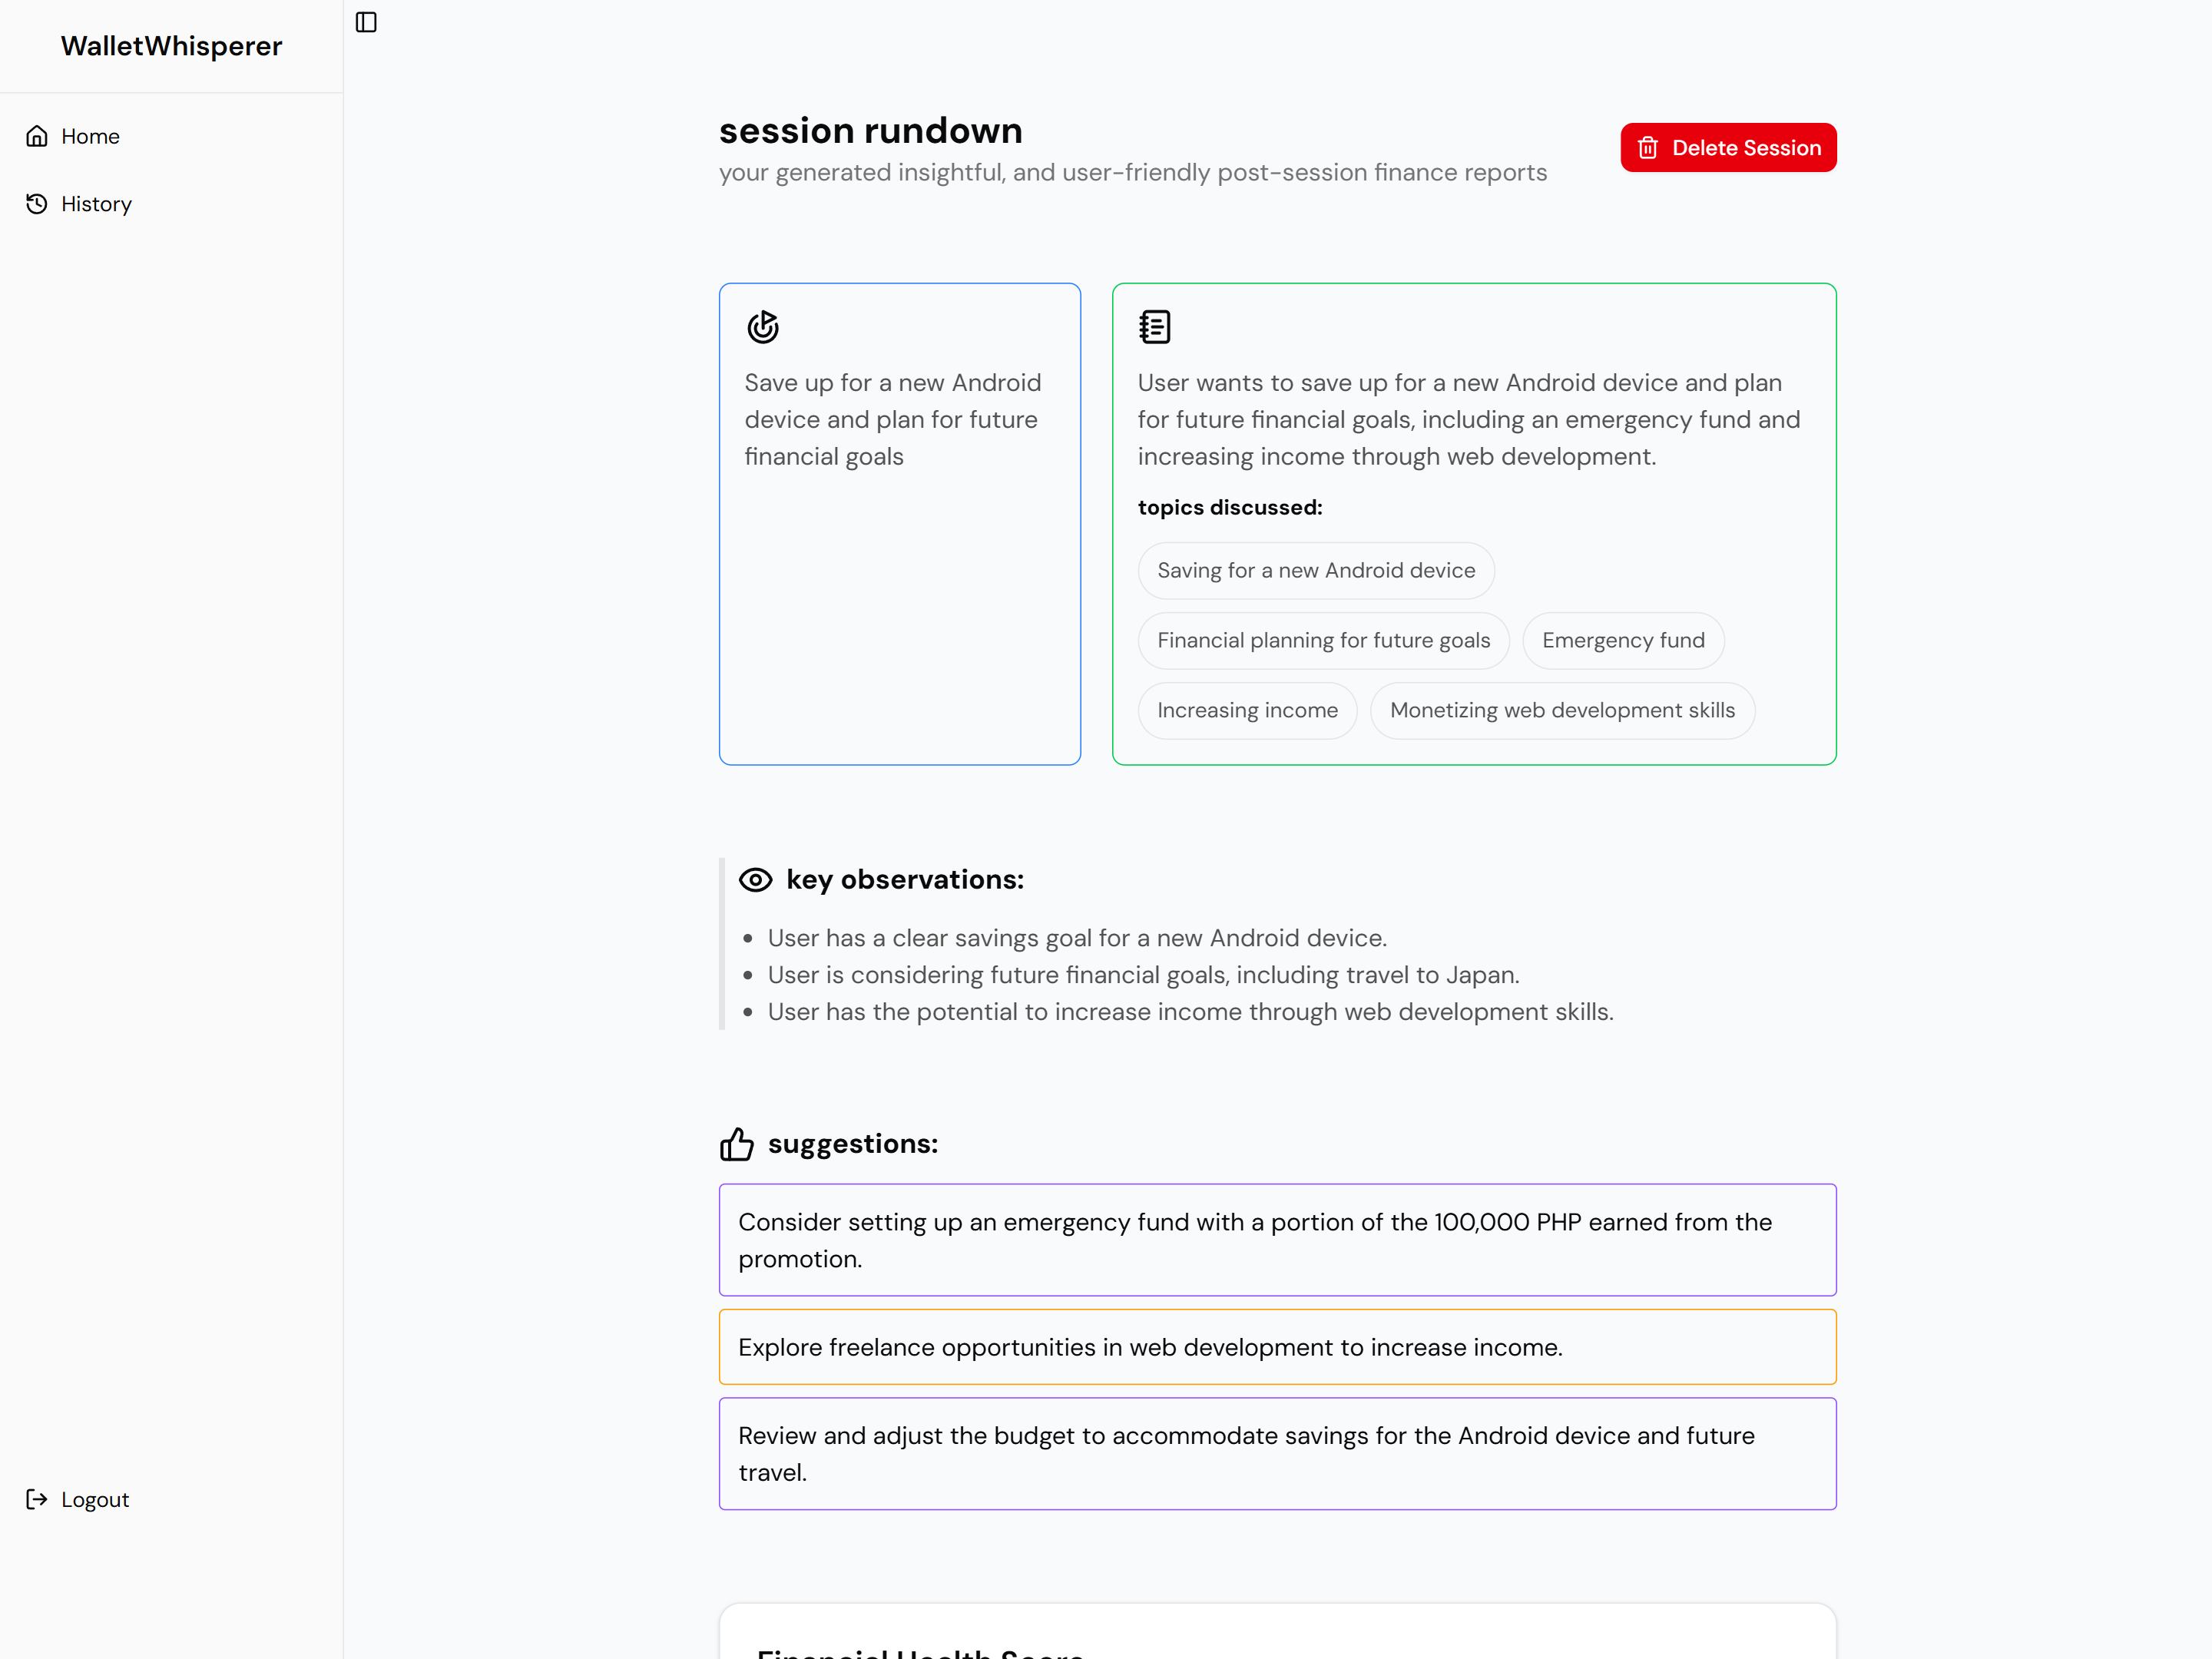 WalletWhisperer
Home
History
Logout
session rundown
your generated insightful, and user-friendly post-session finance reports
Delete Session
Save up for a new Android
device and plan for future
financial goals
User wants to save up for a new Android device and plan
for future financial goals, including an emergency fund and
increasing income through web development.
topics discussed:
Saving for a new Android device
Financial planning for future goals
Emergency fund
Increasing income
Monetizing web development skills
key observations:
User has a clear savings goal for a new Android device.
User is considering future financial goals, including travel to Japan.
User has the potential to increase income through web development skills.
suggestions:
Consider setting up an emergency fund with a portion of the 100,000 PHP earned from the
promotion.
Explore freelance opportunities in web development to increase income.
Review and adjust the budget to accommodate savings for the Android device and future
travel.
Financial Health Score